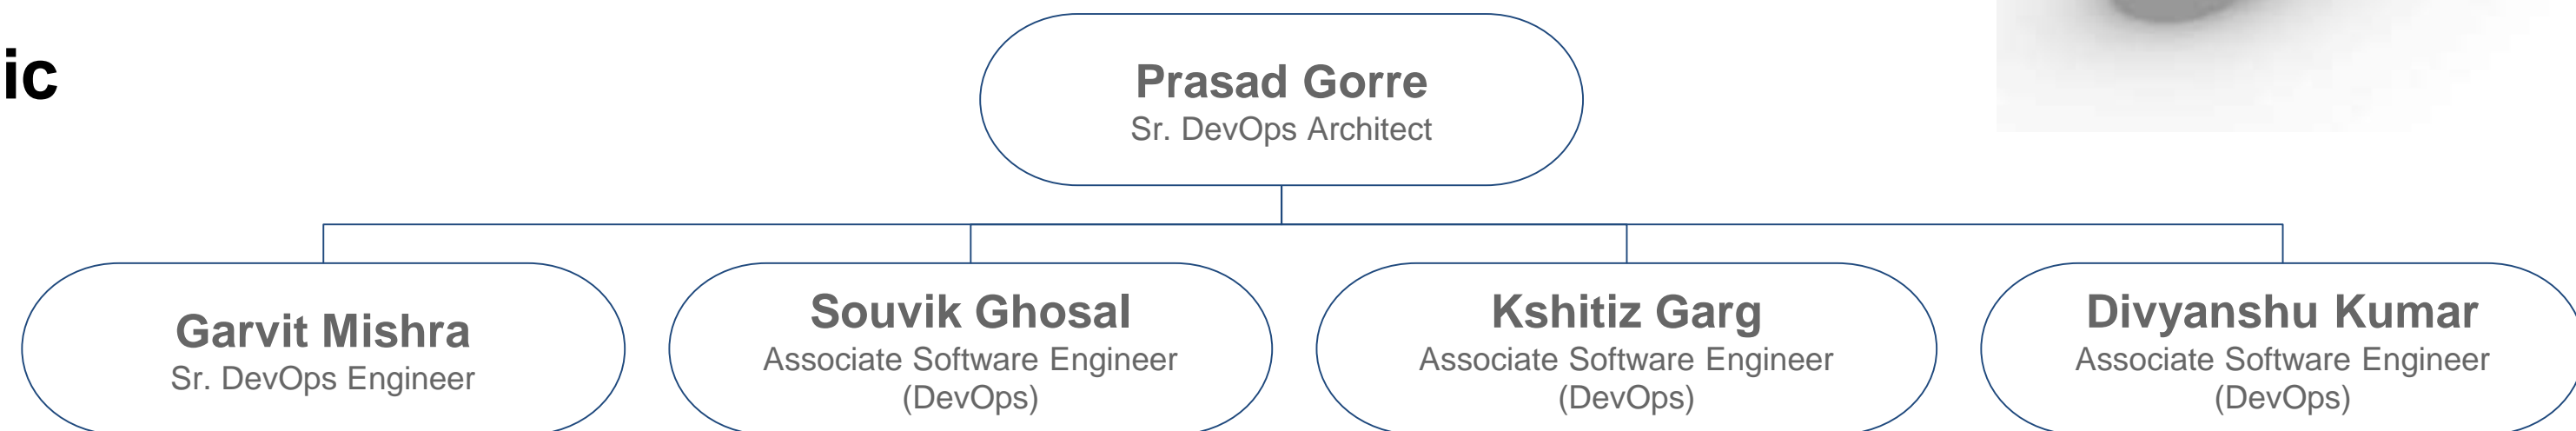 ic
Prasad Gorre
Sr. DevOps Architect
Garvit Mishra
Sr. DevOps Engineer
Souvik Ghosal
Associate Software Engineer
(DevOps)
Kshitiz Garg
Associate Software Engineer
(DevOps)
Divyanshu Kumar
Associate Software Engineer
(DevOps)